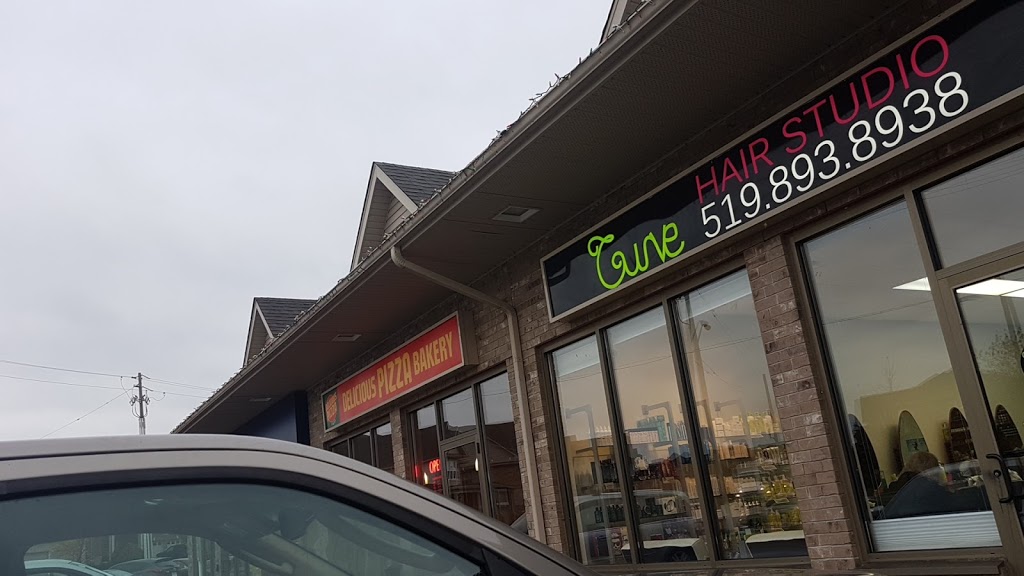 Tune
HAIR STUDIO
519.893.8938
DELICIOUS PIZZA BAKERY